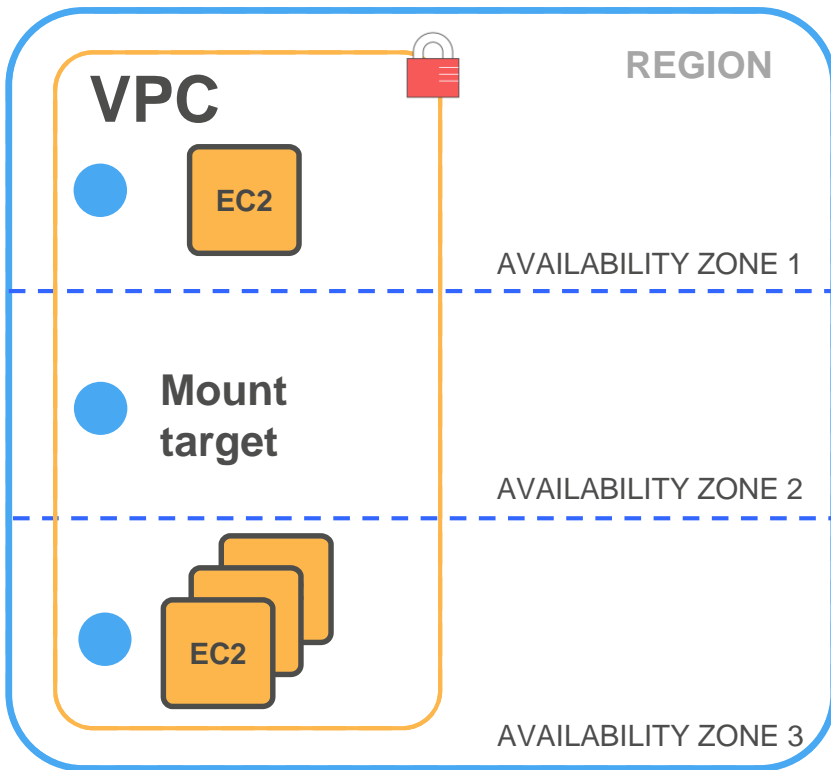 REGION
VPC
EC2
AVAILABILITY ZONE 1
Mount
target
AVAILABILITY ZONE 2
EC2
AVAILABILITY ZONE 3